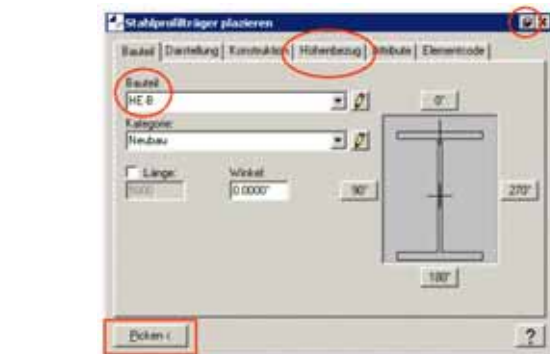 Stahlprofilträger plazieren
Bauteil Darstellung Konstruktion Höhenbezug Attribute Elementcode
Bauteil
HE-B
Kategorie:
Neubau
Länge: Winkel:
0.0000°
0°
90°
270°
180°
Picken <
?